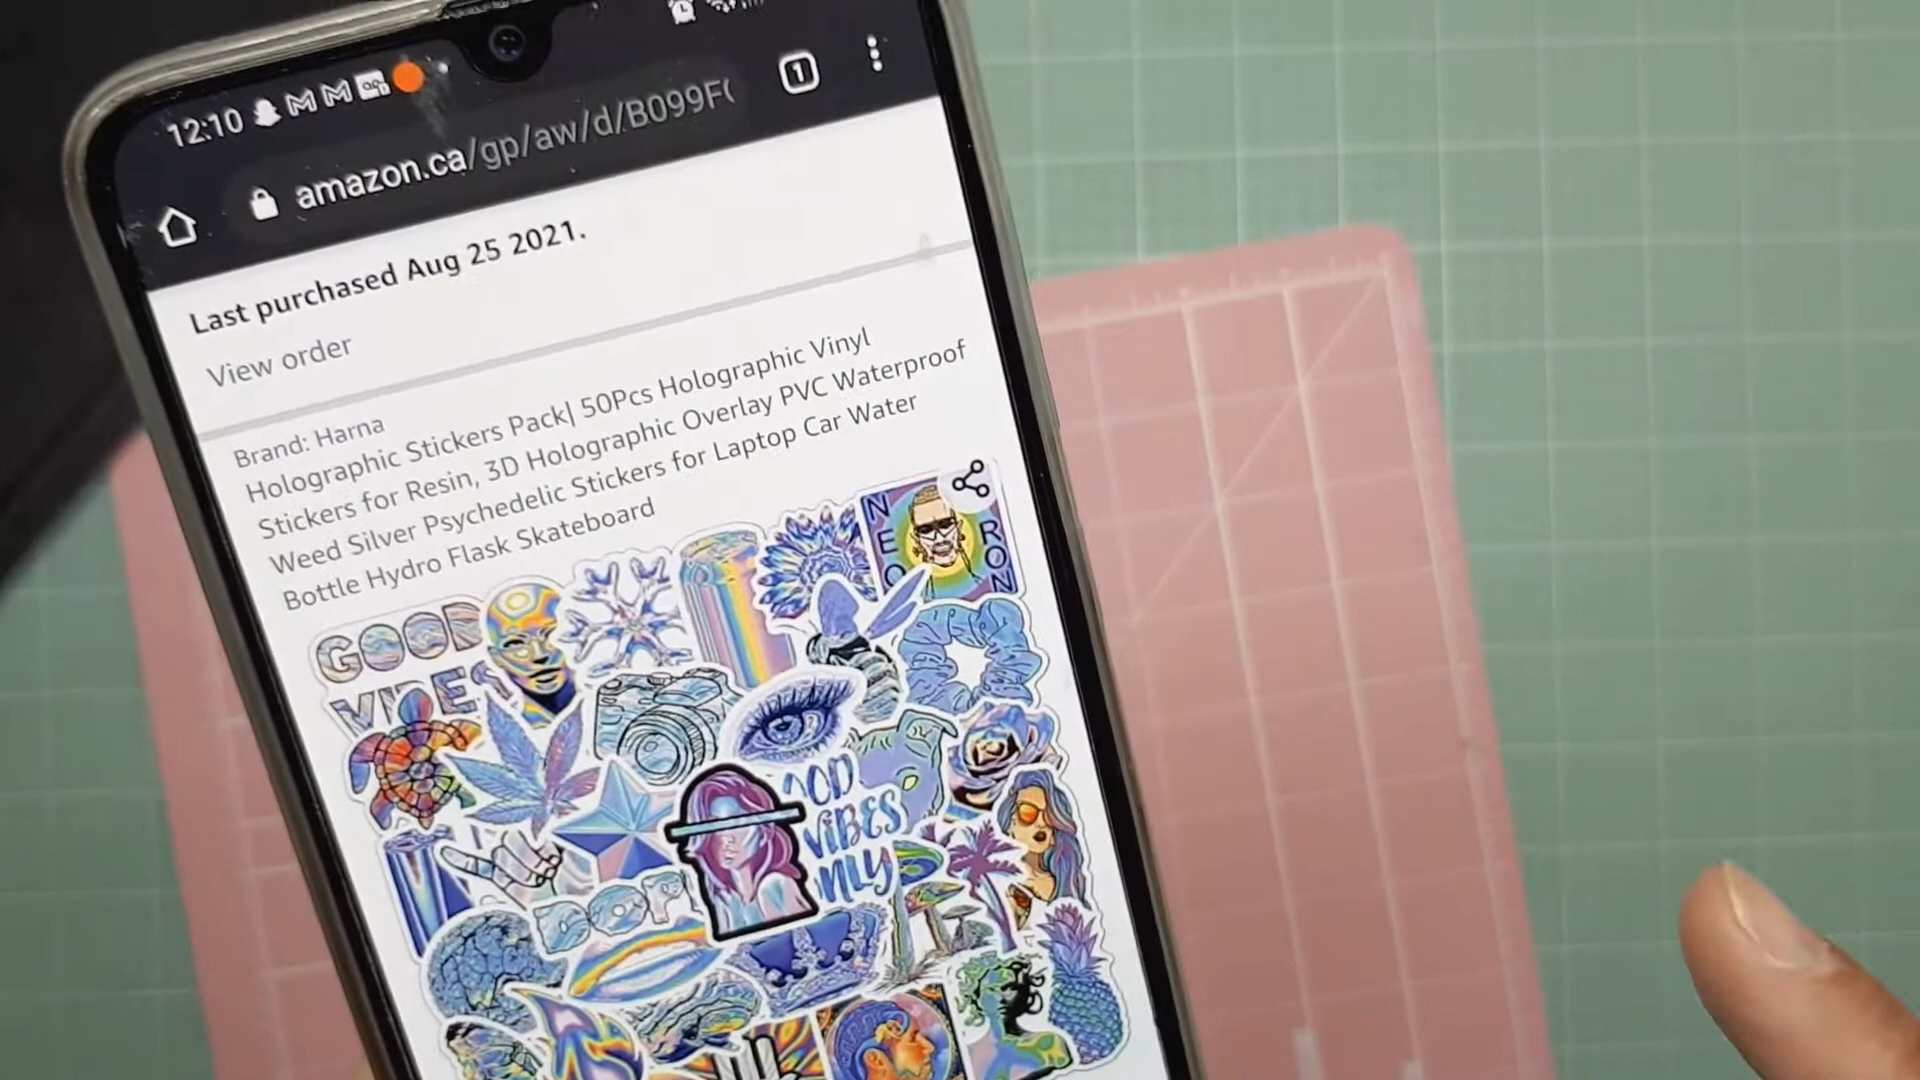 12:10
1
amazon.ca/gp/aw/d/B099F
Last purchased Aug 25 2021.
View order
Brand: Harna
Holographic Stickers Pack| 50Pcs Holographic Vinyl
Stickers for Resin, 3D Holographic Overlay PVC Waterproof
Weed Silver Psychedelic Stickers for Laptop Car Water
Bottle Hydro Flask Skateboard
NEO
RON
GOOD
VIBES
OOD
VIBES
ONLY